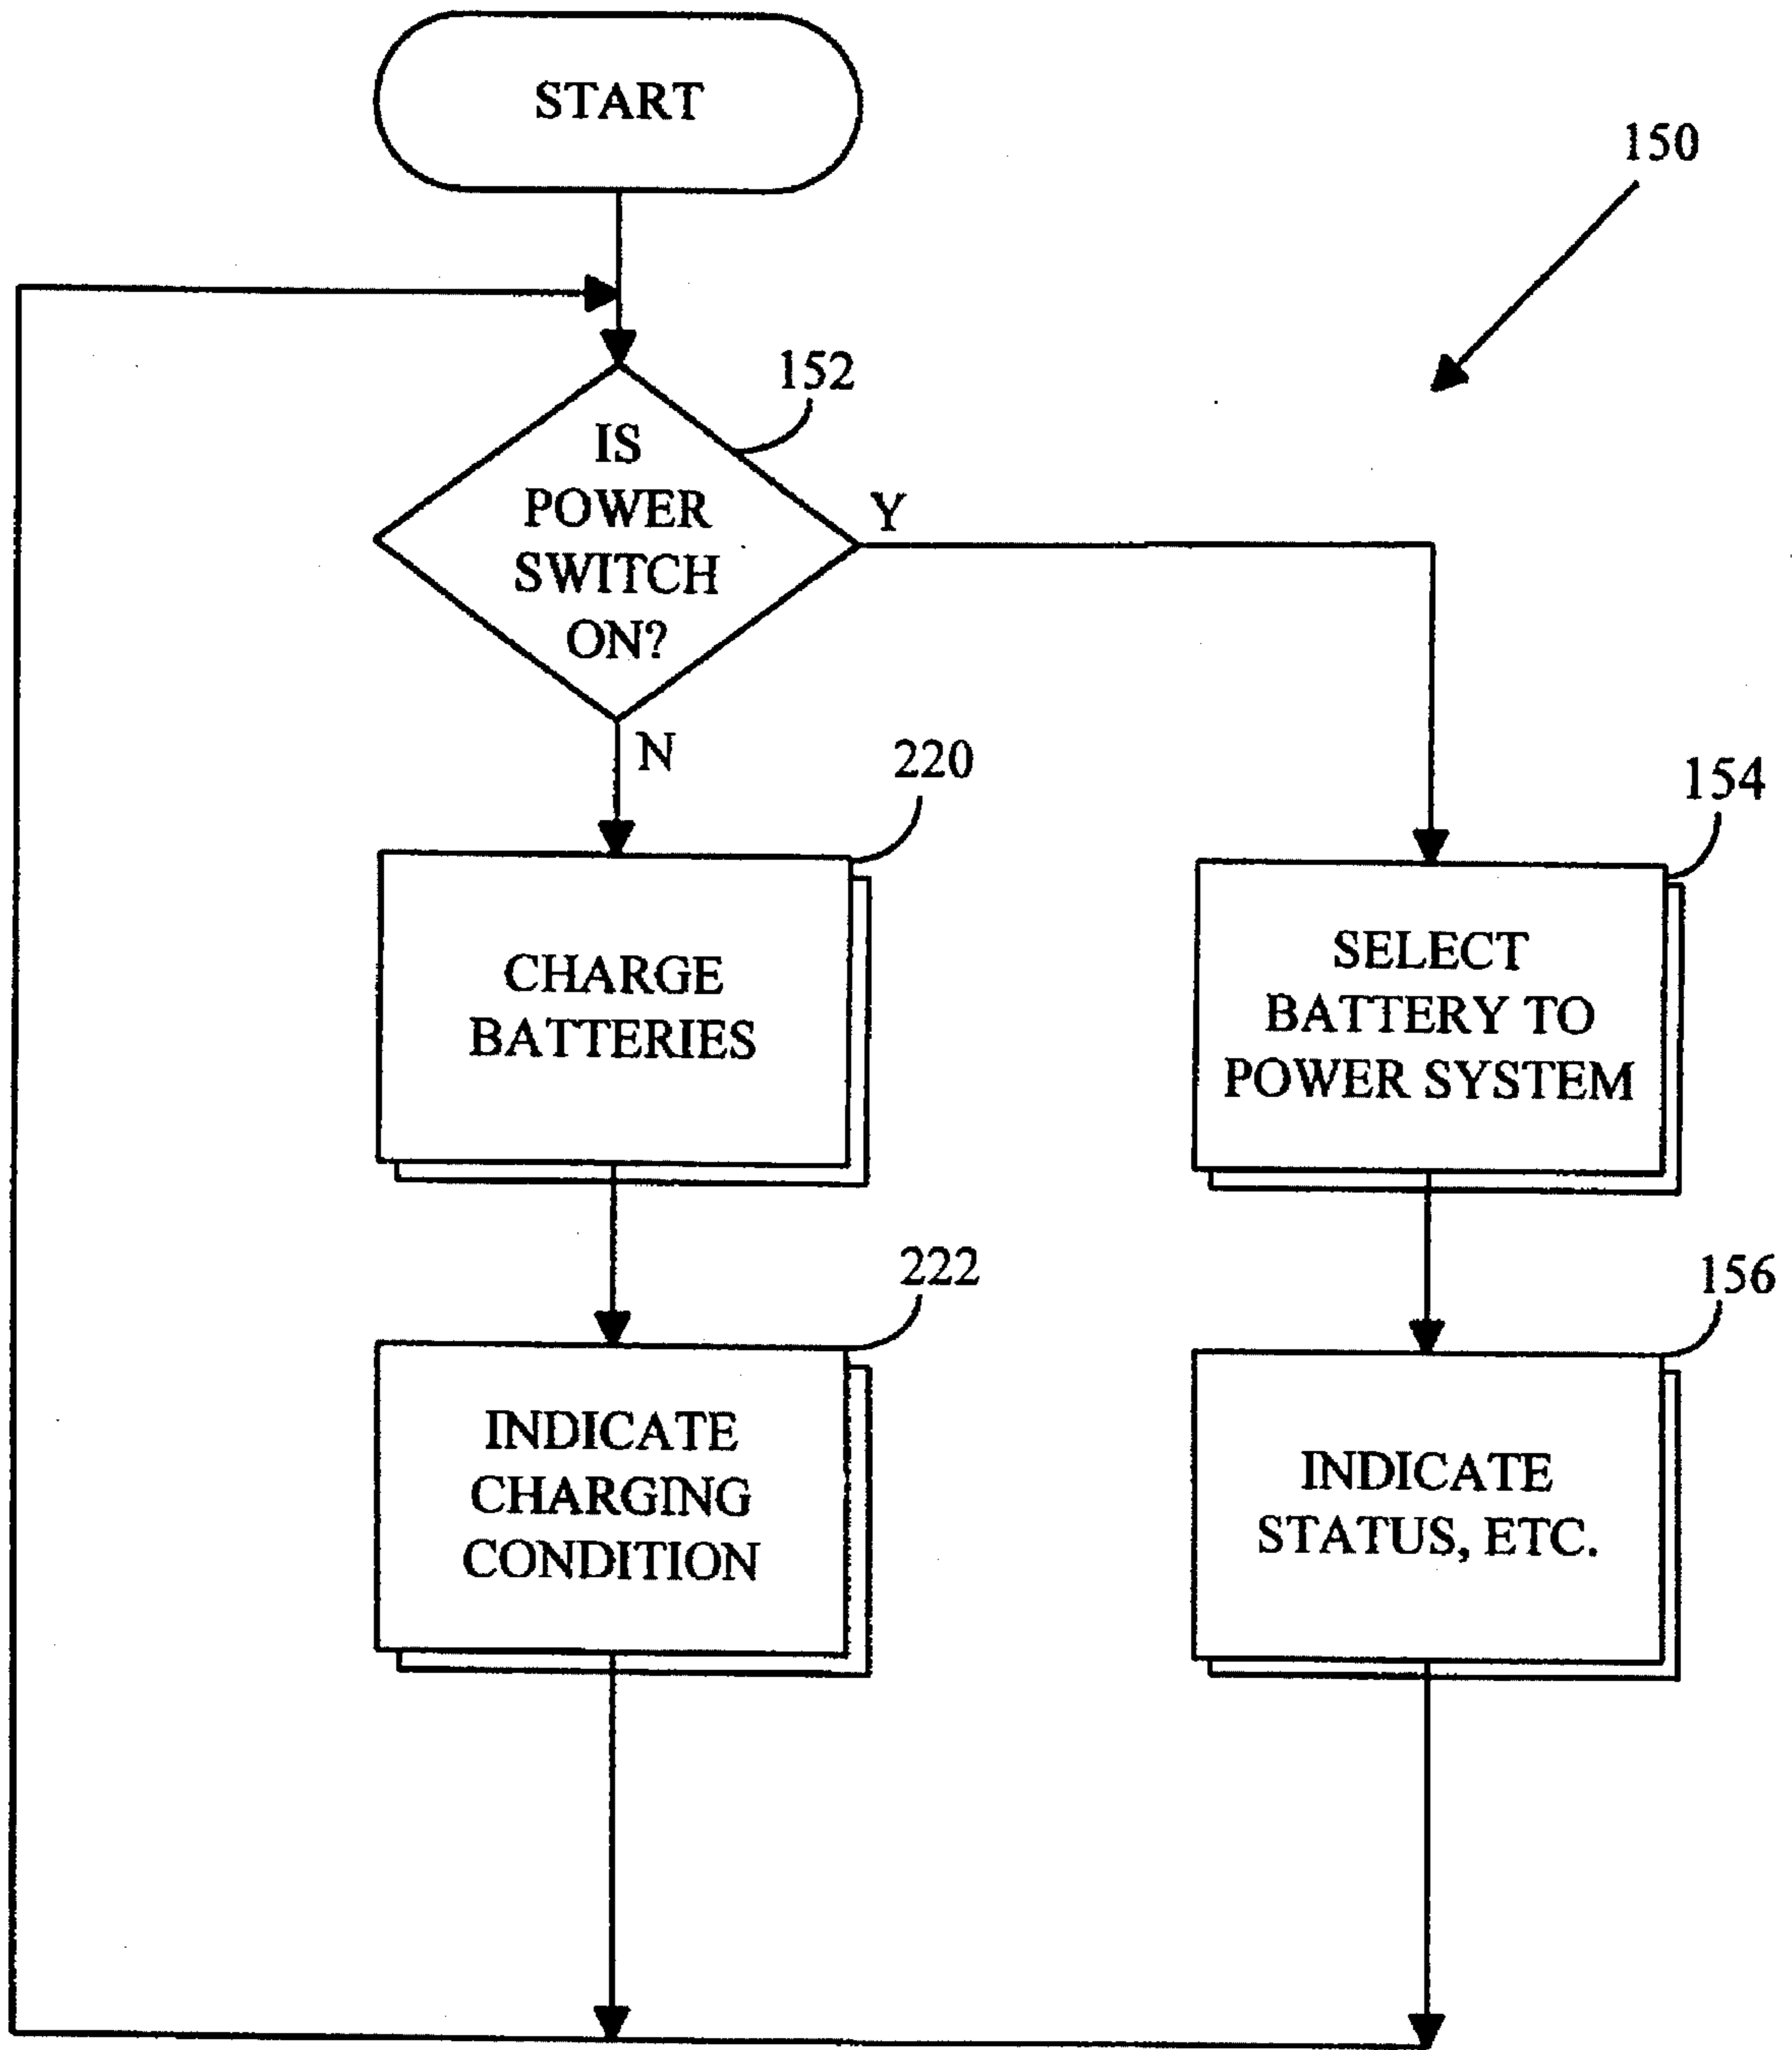 START
150
152
IS
POWER
SWITCH
ON?
Y
N
220
CHARGE
BATTERIES
154
SELECT
BATTERY TO
POWER SYSTEM
222
INDICATE
CHARGING
CONDITION
156
INDICATE
STATUS, ETC.